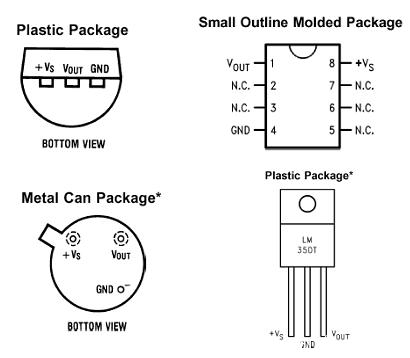 Plastic Package
+VS VOUT GND
BOTTOM VIEW
Small Outline Molded Package
VOUT 1 8 +VS
N.C. 2 7 N.C.
N.C. 3 6 N.C.
GND 4 5 N.C.
Metal Can Package*
+VS VOUT
GND −
BOTTOM VIEW
Plastic Package*
LM
350T
+VS GND VOUT